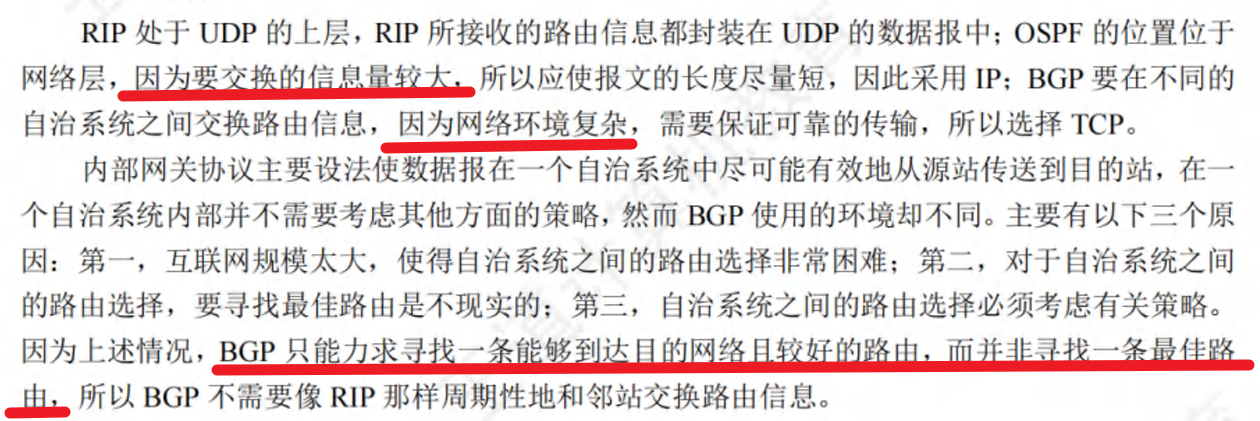 RIP 处于 UDP 的上层，RIP 所接收的路由信息都封装在 UDP 的数据报中；OSPF 的位置位于
网络层，因为要交换的信息量较大，所以应使报文的长度尽量短，因此采用 IP；BGP 要在不同的
自治系统之间交换路由信息，因为网络环境复杂，需要保证可靠的传输，所以选择 TCP。
内部网关协议主要设法使数据报在一个自治系统中尽可能有效地从源站传送到目的站，在一
个自治系统内部并不需要考虑其他方面的策略，然而 BGP 使用的环境却不同。主要有以下三个原
因：第一，互联网规模太大，使得自治系统之间的路由选择非常困难；第二，对于自治系统之间
的路由选择，要寻找最佳路由是不现实的；第三，自治系统之间的路由选择必须考虑有关策略。
因为上述情况，BGP 只能力求寻找一条能够到达目的网络且较好的路由，而并非寻找一条最佳路
由，所以 BGP 不需要像 RIP 那样周期性地和邻站交换路由信息。